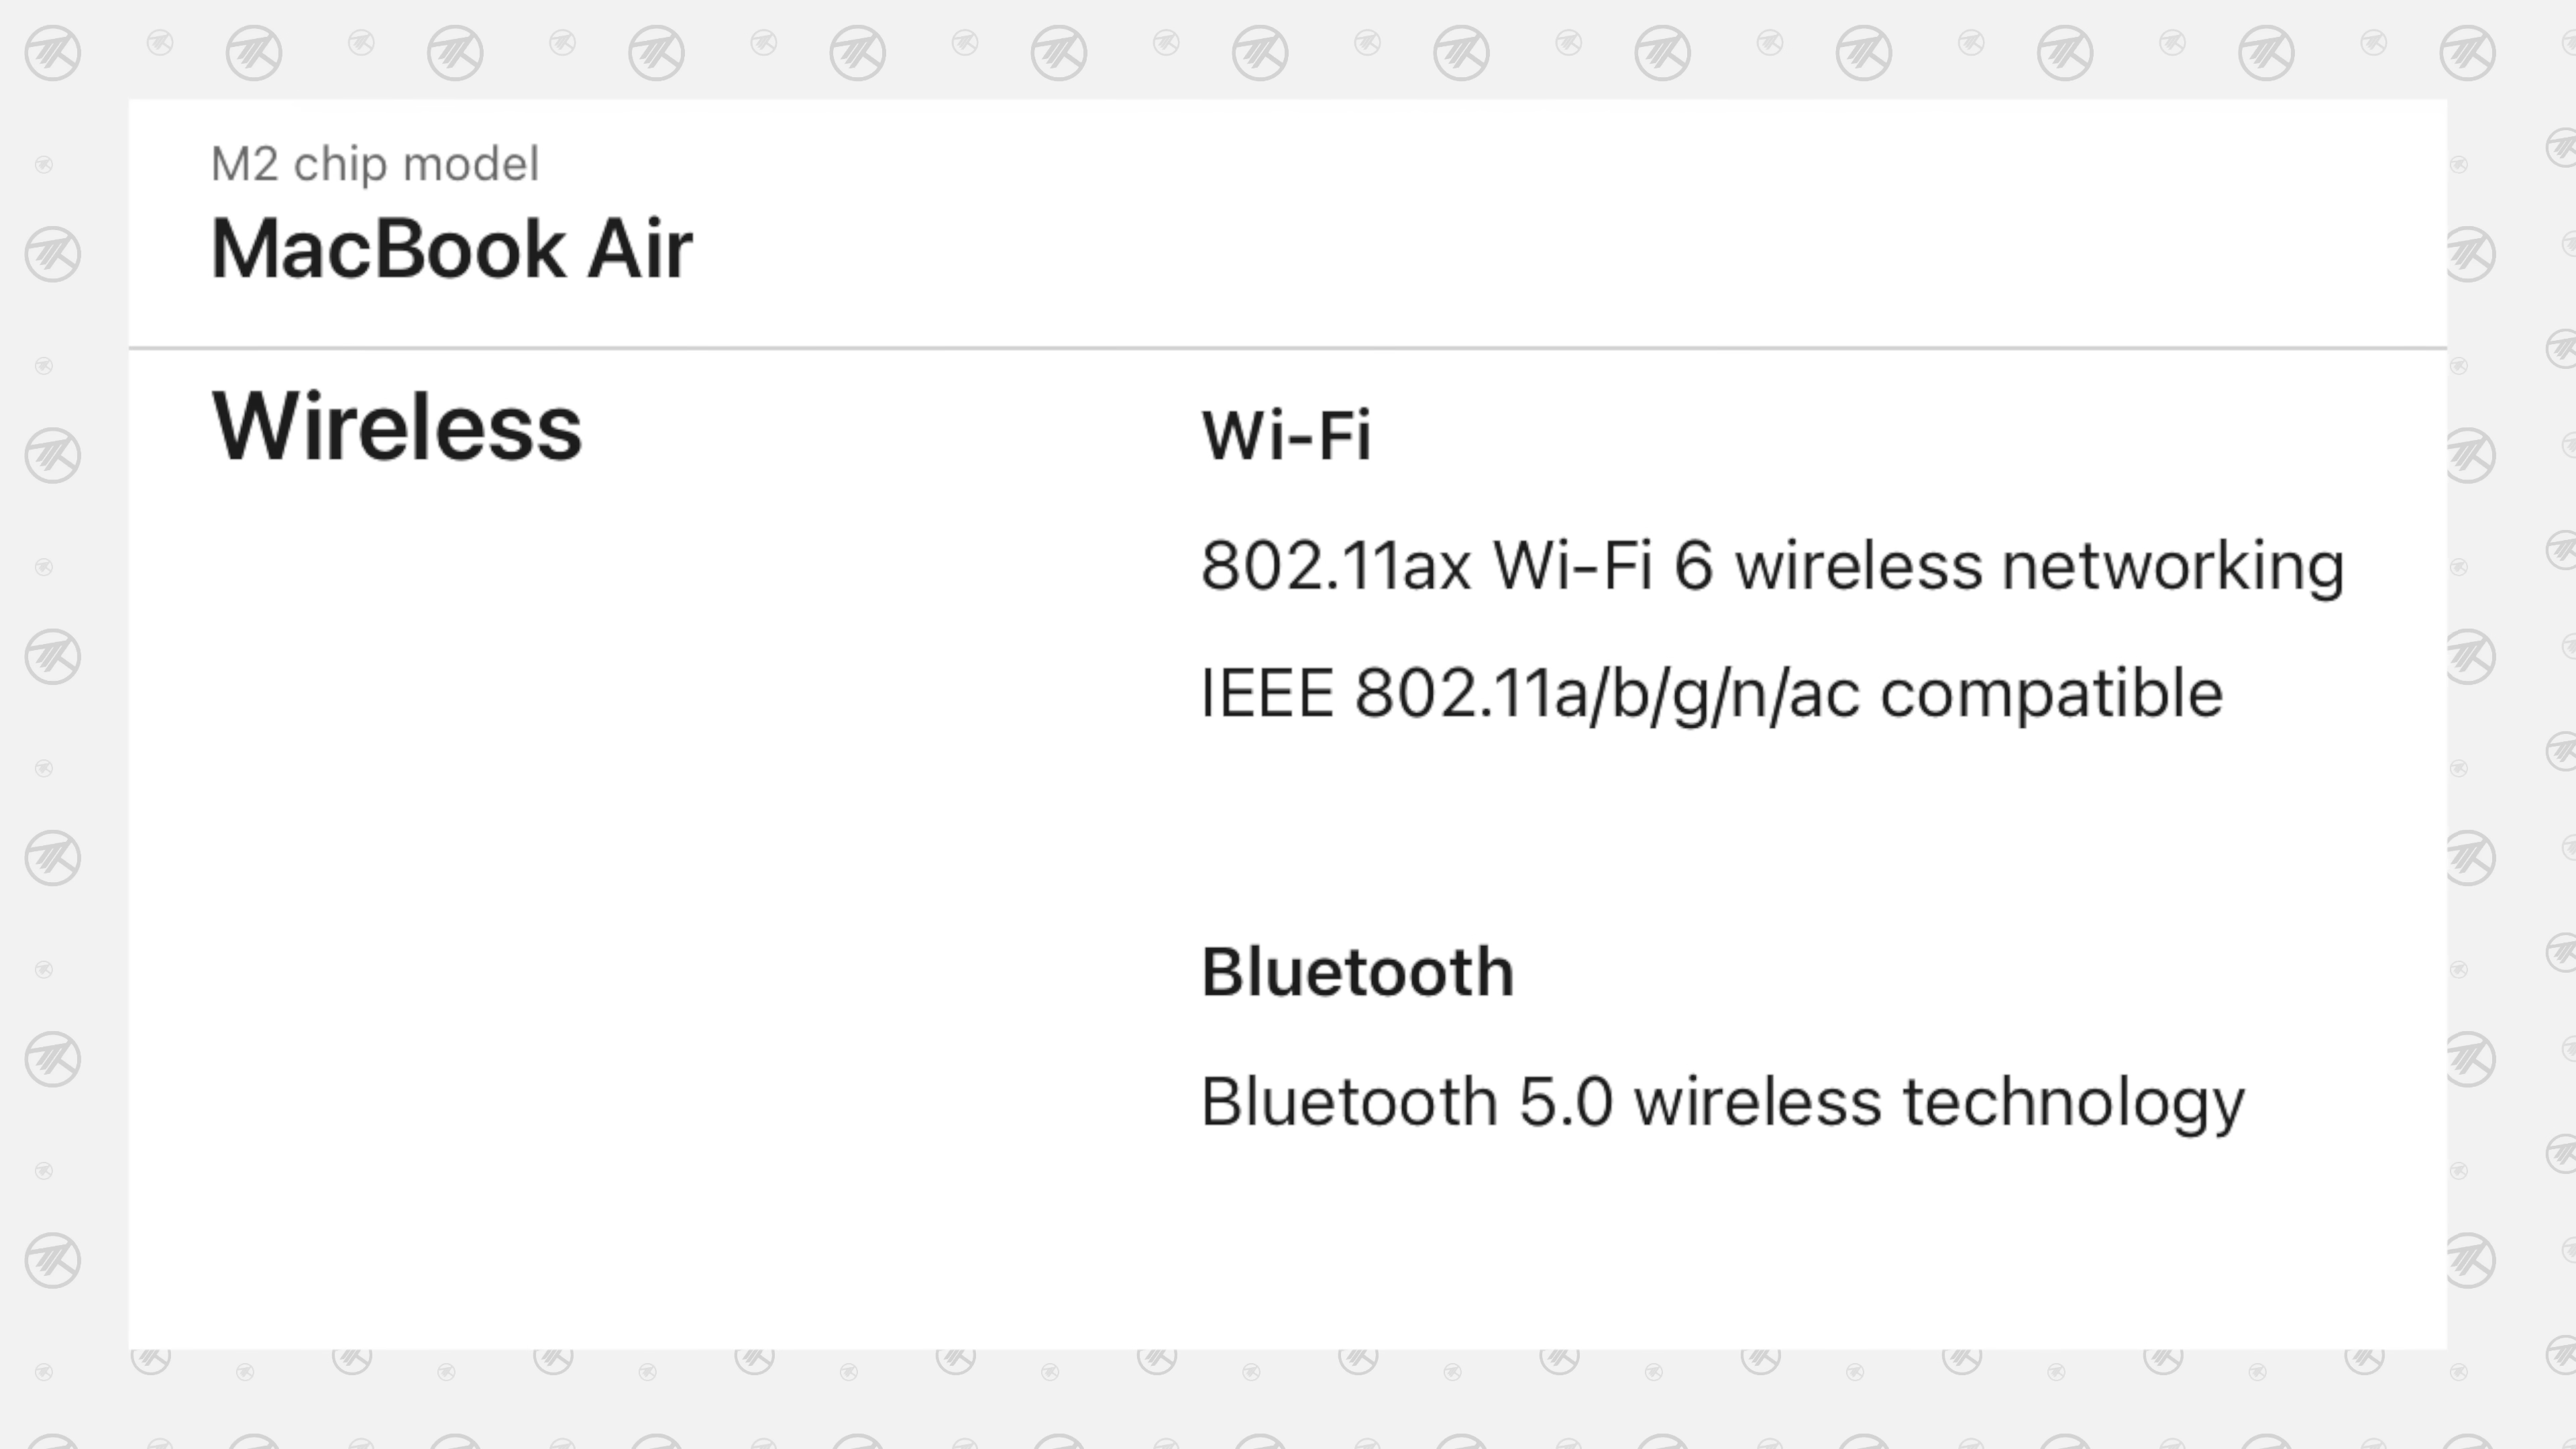 M2 chip model
MacBook Air
Wireless
Wi-Fi
802.11ax Wi-Fi 6 wireless networking
IEEE 802.11a/b/g/n/ac compatible
Bluetooth
Bluetooth 5.0 wireless technology